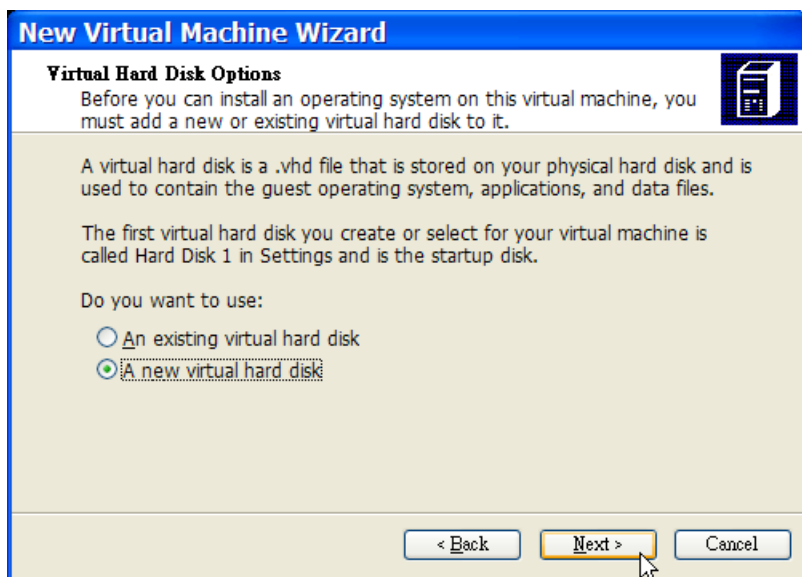 New Virtual Machine Wizard
Virtual Hard Disk Options
Before you can install an operating system on this virtual machine, you
must add a new or existing virtual hard disk to it.
A virtual hard disk is a .vhd file that is stored on your physical hard disk and is
used to contain the guest operating system, applications, and data files.
The first virtual hard disk you create or select for your virtual machine is
called Hard Disk 1 in Settings and is the startup disk.
Do you want to use:
An existing virtual hard disk
A new virtual hard disk
< Back
Next >
Cancel